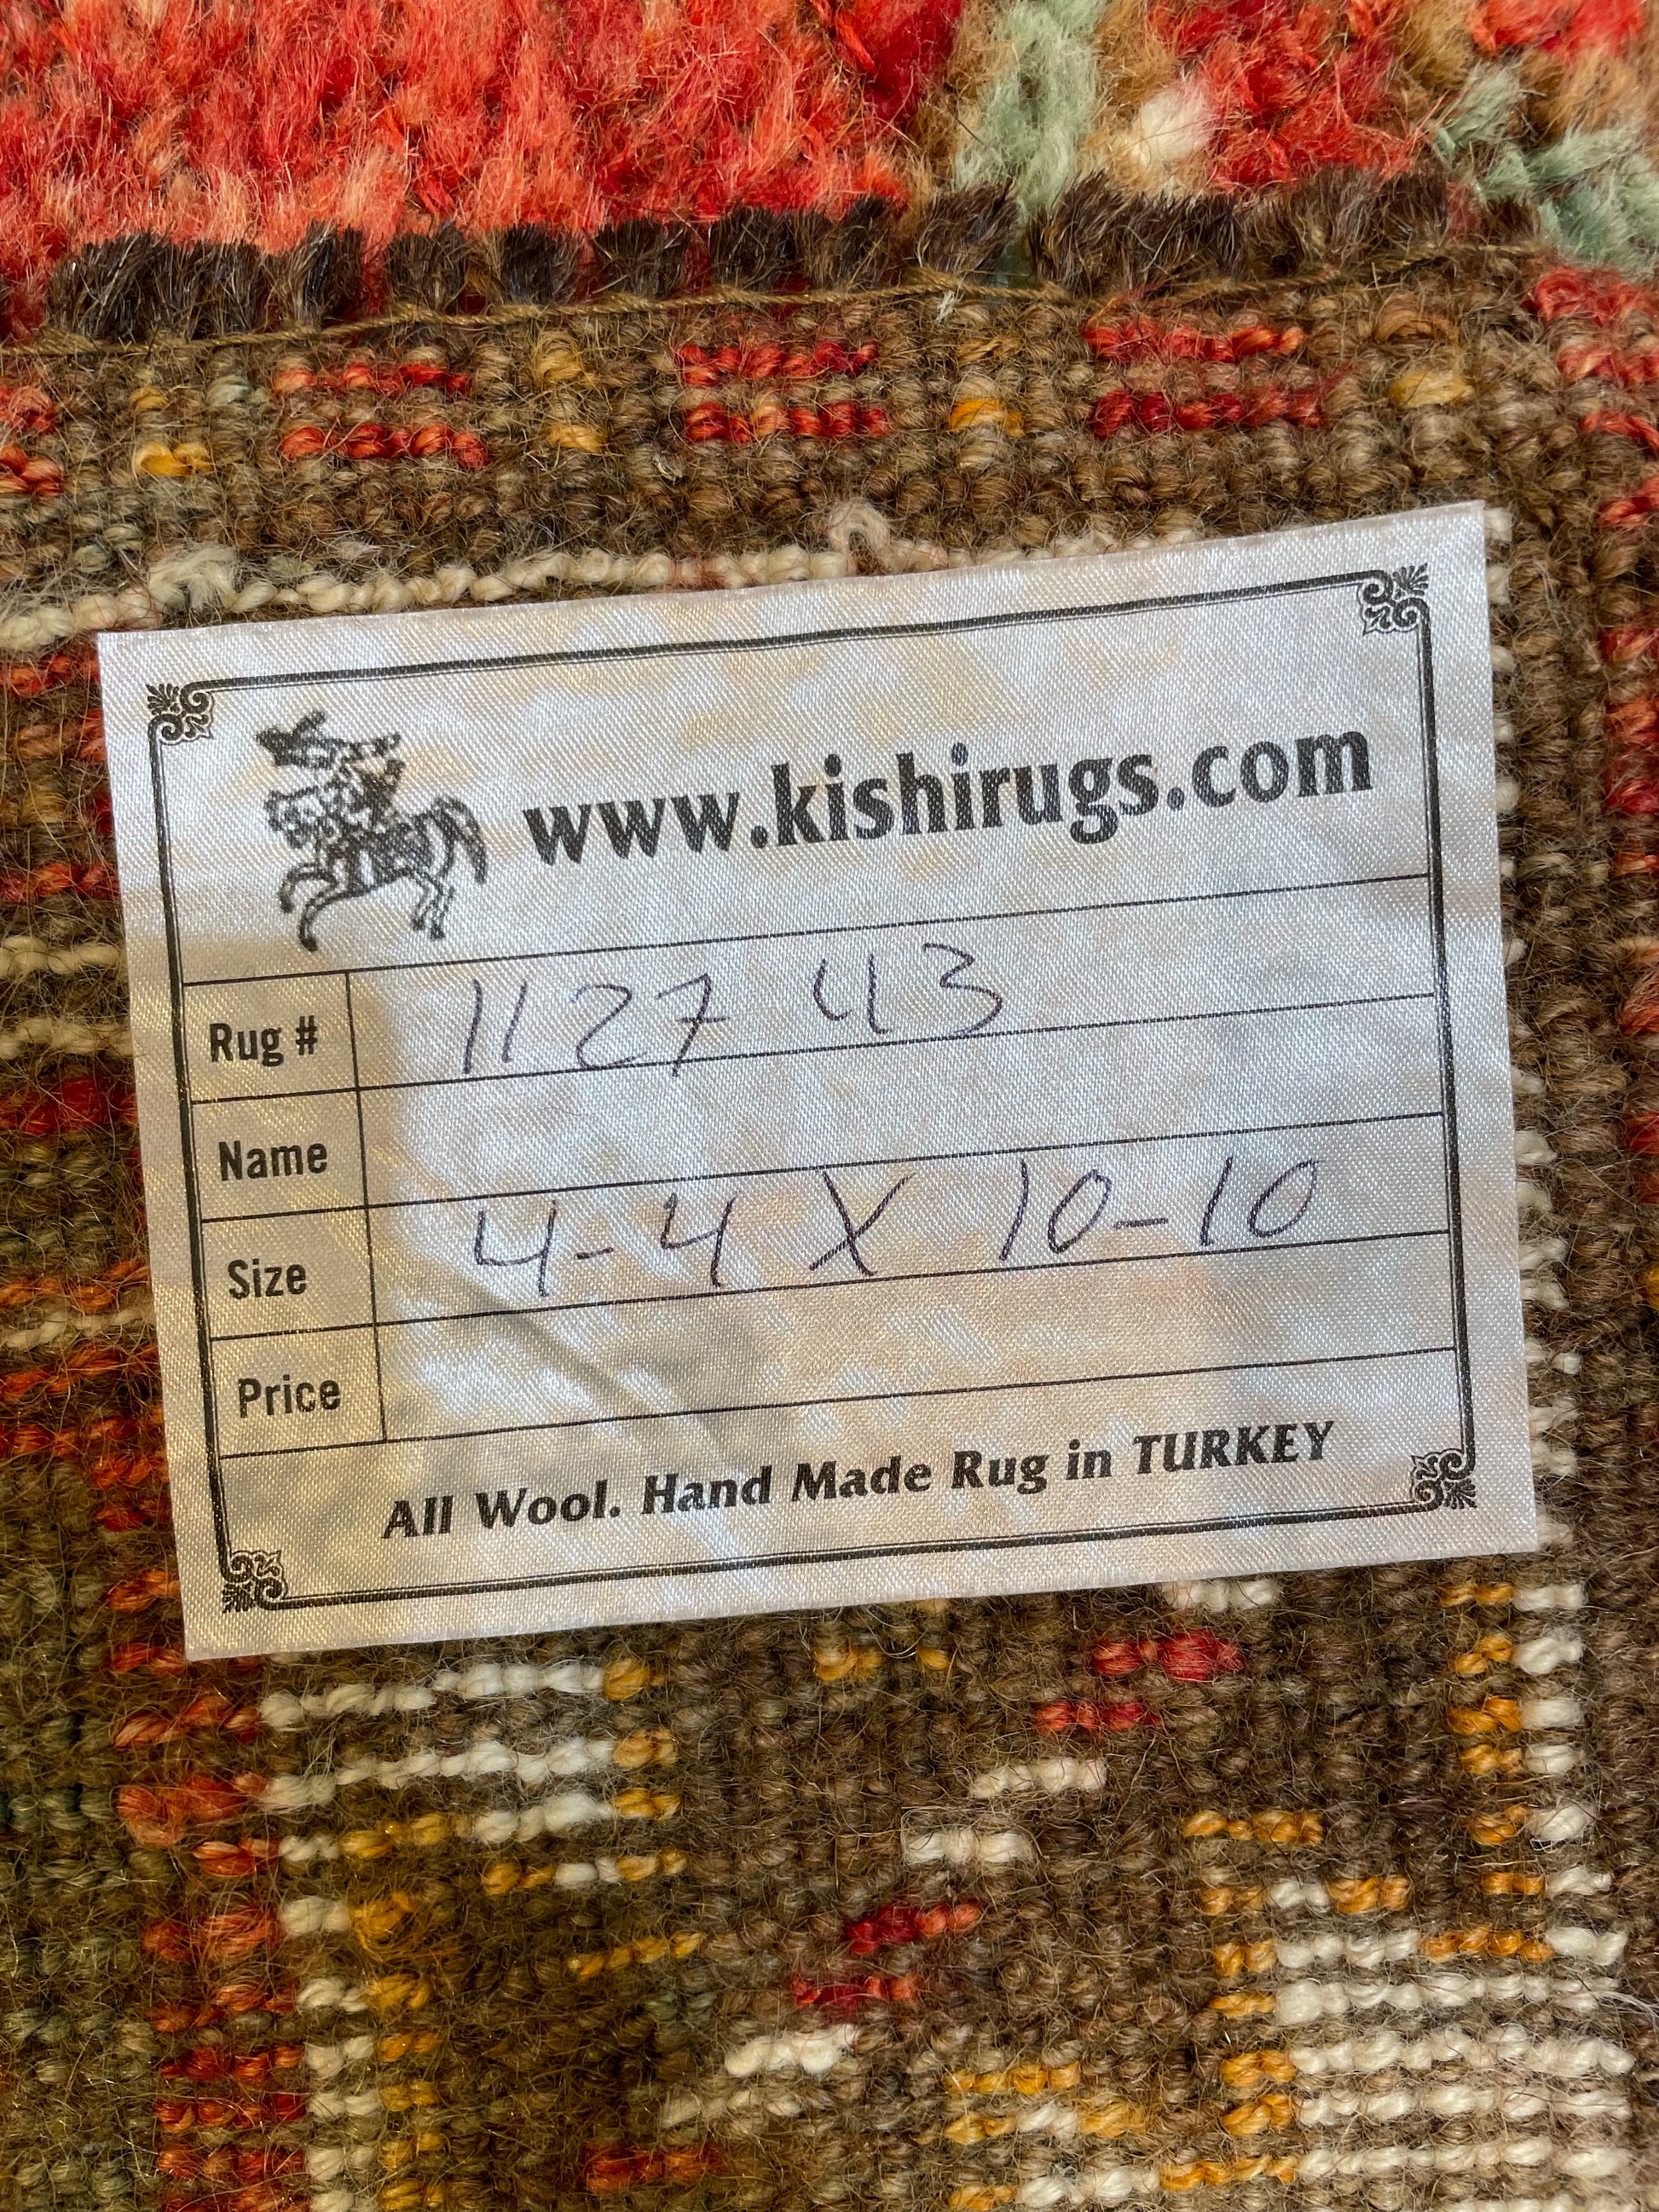 www.kishirugs.com
Rug # 1127 43
Name
Size 4-4 X 10-10
Price
All Wool. Hand Made Rug in TURKEY